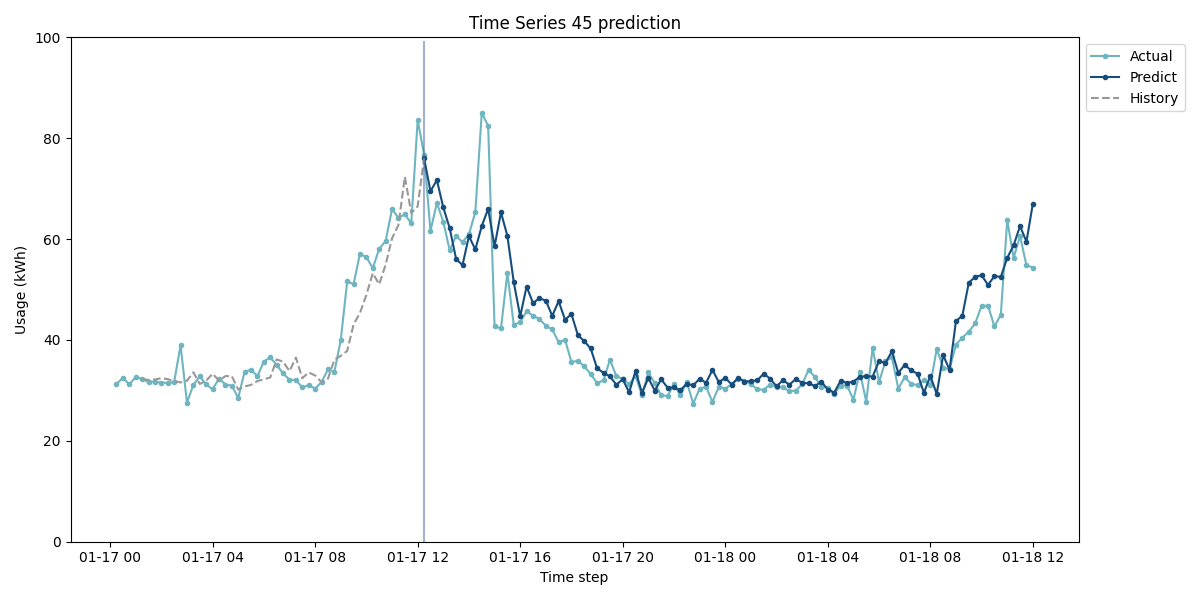 Time Series 45 prediction
100
80
60
40
20
0
Usage (kWh)
01-17 00
01-17 04
01-17 08
01-17 12
01-17 16
01-17 20
01-18 00
01-18 04
01-18 08
01-18 12
Time step
Actual
Predict
History